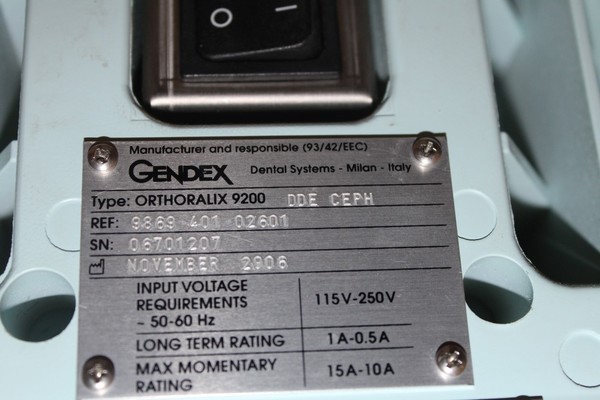 O I
Manufacturer and responsible (93/42/EEC)
GENDEX Dental Systems - Milan - Italy
Type: ORTHORALIX 9200 DDE CEPH
REF: 9869 401 02601
SN: 06701207
NOVEMBER 2906
INPUT VOLTAGE REQUIREMENTS ~ 50-60 Hz 115V-250V
LONG TERM RATING 1A-0.5A
MAX MOMENTARY RATING 15A-10A